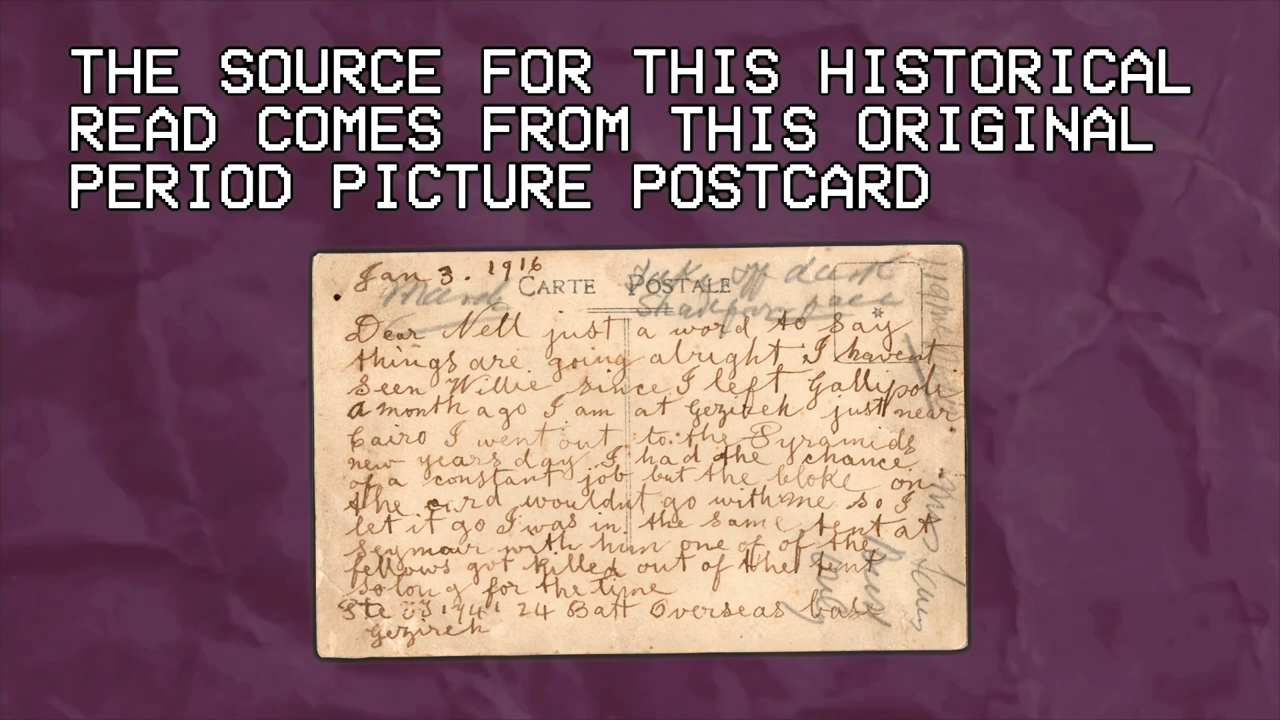 THE SOURCE FOR THIS HISTORICAL
READ COMES FROM THIS ORIGINAL
PERIOD PICTURE POSTCARD
Jan 3. 1916
CARTE POSTALE
Dear Nell just a word to say
things are going alright I havent
seen Willie since I left Gallipoli
a month ago I am at Gezireh just near
Cairo I went out to the Pyramids
new years day I had the chance
of a constant job but the bloke on
the card wouldnt go with me so I
let it go I was in the same tent at
Seymour with him one of of the
fellows got killed out of the tent
so long for the time
24 Batt Overseas base
Gezireh